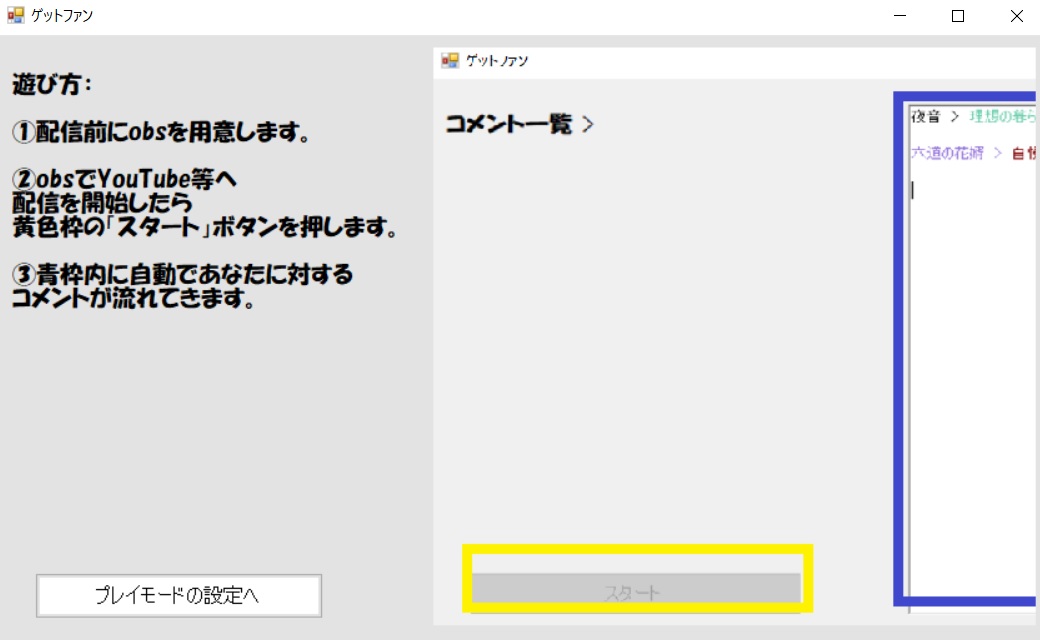 ゲットファン
遊び方：
①配信前にobsを用意します。
②obsでYouTube等へ
配信を開始したら
黄色枠の「スタート」ボタンを押します。
③青枠内に自動であなたに対する
コメントが流れてきます。
プレイモードの設定へ
ゲットファン
コメント一覧 >
夜音 > 理想の暮ら
六道の花婿 > 自
スタート